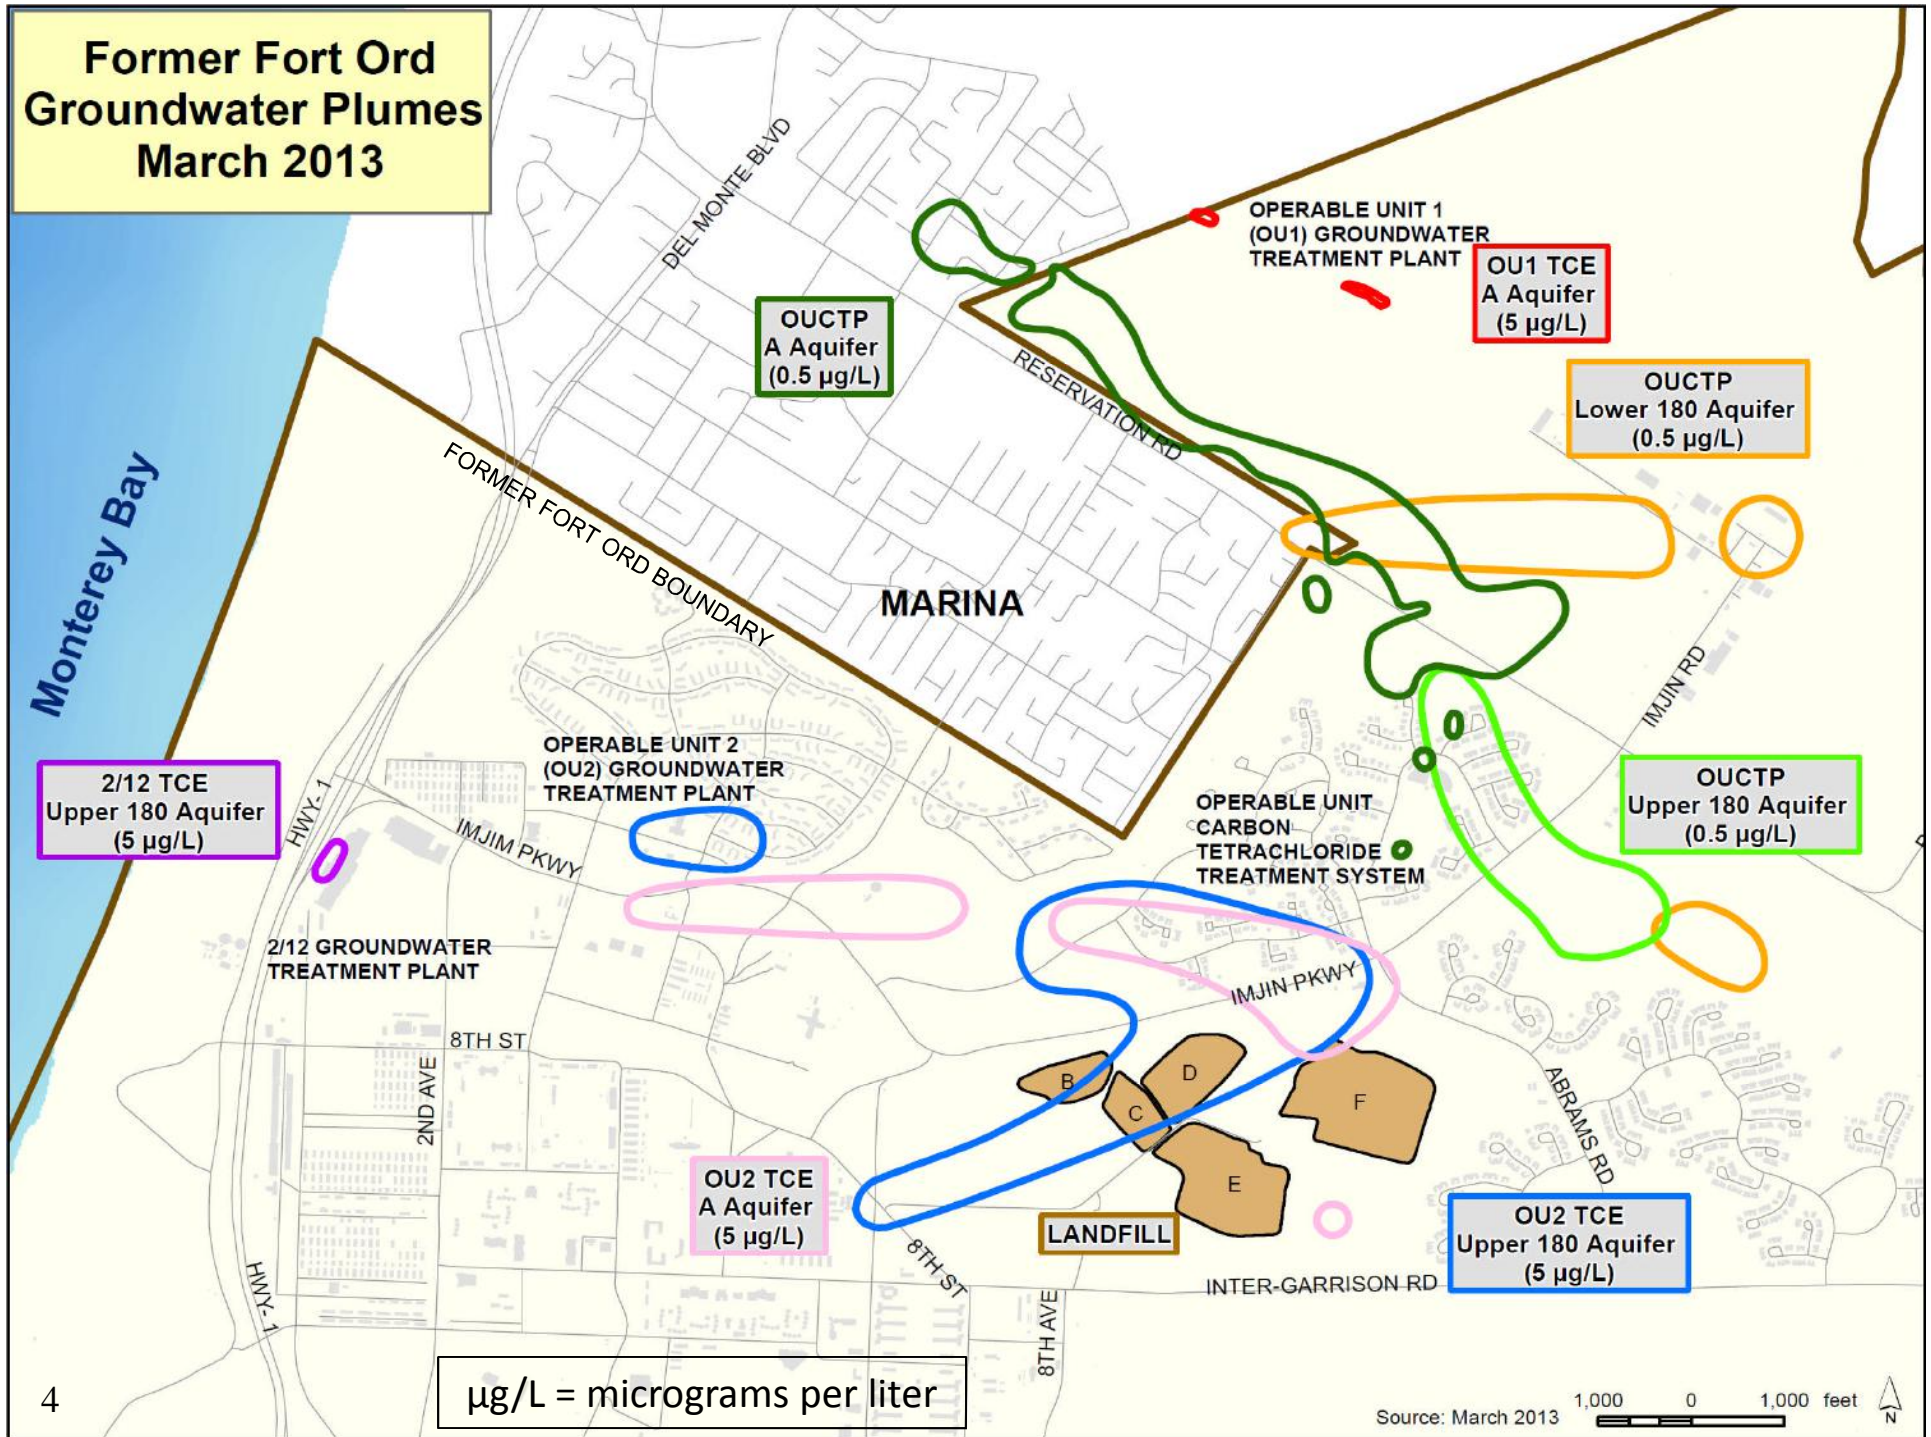 Former Fort Ord
Groundwater Plumes
March 2013
DEL MONTE BLVD
OPERABLE UNIT 1
(OU1) GROUNDWATER
TREATMENT PLANT
OU1 TCE
A Aquifer
(5 µg/L)
OUCTP
A Aquifer
(0.5 µg/L)
RESERVATION RD
OUCTP
Lower 180 Aquifer
(0.5 µg/L)
FORMER FORT ORD BOUNDARY
Monterey Bay
MARINA
IMJIN RD
OPERABLE UNIT 2
(OU2) GROUNDWATER
TREATMENT PLANT
2/12 TCE
Upper 180 Aquifer
(5 µg/L)
HWY- 1
IMJIM PKWY
OPERABLE UNIT
CARBON
TETRACHLORIDE
TREATMENT SYSTEM
OUCTP
Upper 180 Aquifer
(0.5 µg/L)
2/12 GROUNDWATER
TREATMENT PLANT
IMJIN PKWY
8TH ST
2ND AVE
B
D
C
F
E
ABRAMS RD
OU2 TCE
A Aquifer
(5 µg/L)
LANDFILL
OU2 TCE
Upper 180 Aquifer
(5 µg/L)
8TH ST
HWY- 1
INTER-GARRISON RD
8TH AVE
4
µg/L = micrograms per liter
Source: March 2013
1,000 0 1,000 feet
N